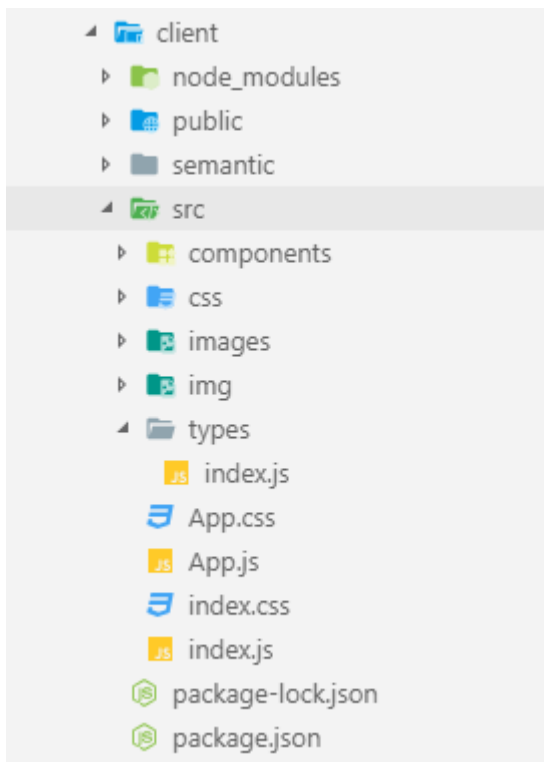 client
node_modules
public
semantic
src
components
css
images
img
types
index.js
App.css
App.js
index.css
index.js
package-lock.json
package.json